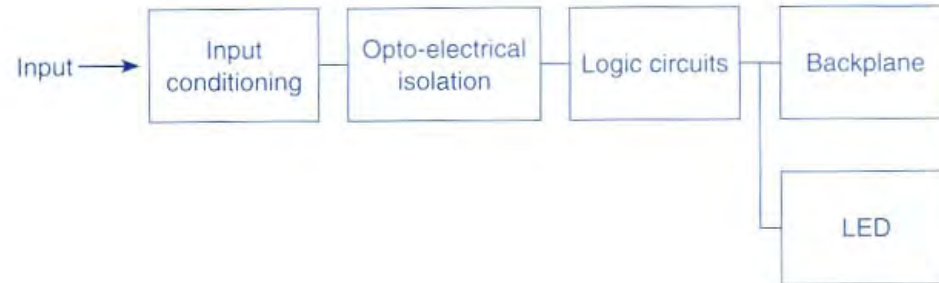 Input
Input
conditioning
Opto-electrical
isolation
Logic circuits
Backplane
LED